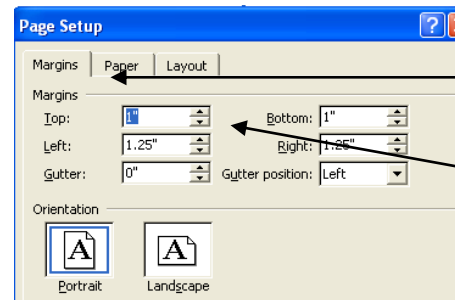 Page Setup
Margins Paper Layout
Margins
Top: 1" Bottom: 1"
Left: 1.25" Right: 1.25"
Gutter: 0" Gutter position: Left
Orientation
A A
Portrait Landscape